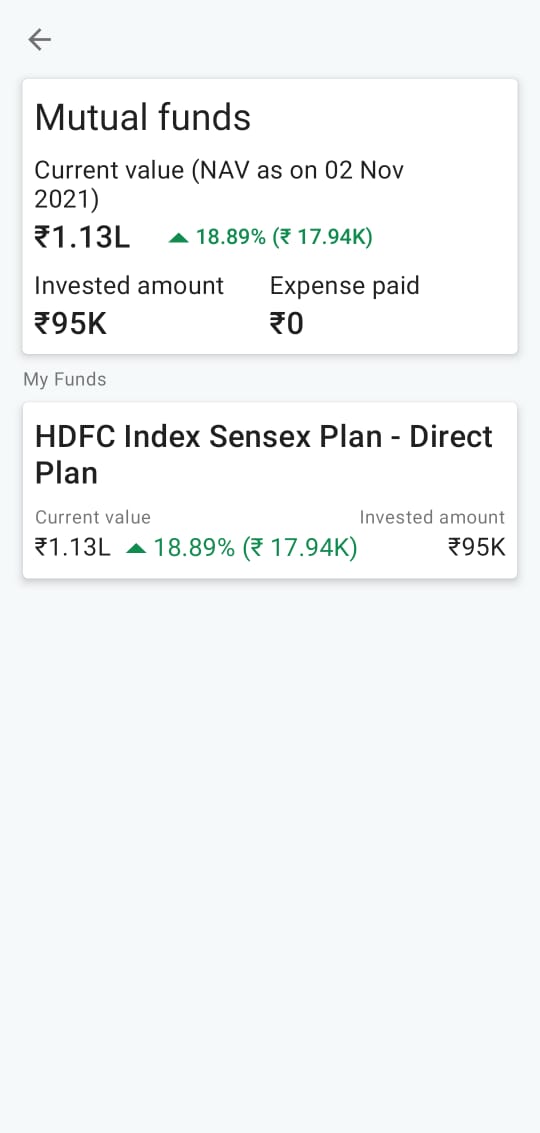 Mutual funds
Current value (NAV as on 02 Nov
2021)
₹1.13L ▲ 18.89% (₹ 17.94K)
Invested amount Expense paid
₹95K ₹0
My Funds
HDFC Index Sensex Plan - Direct
Plan
Current value Invested amount
₹1.13L ▲ 18.89% (₹ 17.94K) ₹95K